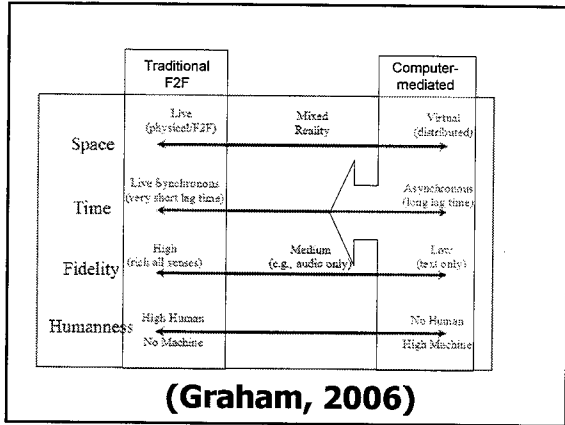 Traditional
F2F
Computer-
mediated
Space
Live
(physical/F2F)
Mixed
Reality
Virtual
(distributed)
Time
Live Synchronous
(very short lag time)
Asynchronous
(long lag time)
Fidelity
High
(rich all senses)
Medium
(e.g., audio only)
Low
(text only)
Humanness
High Human
No Machine
No Human
High Machine
(Graham, 2006)